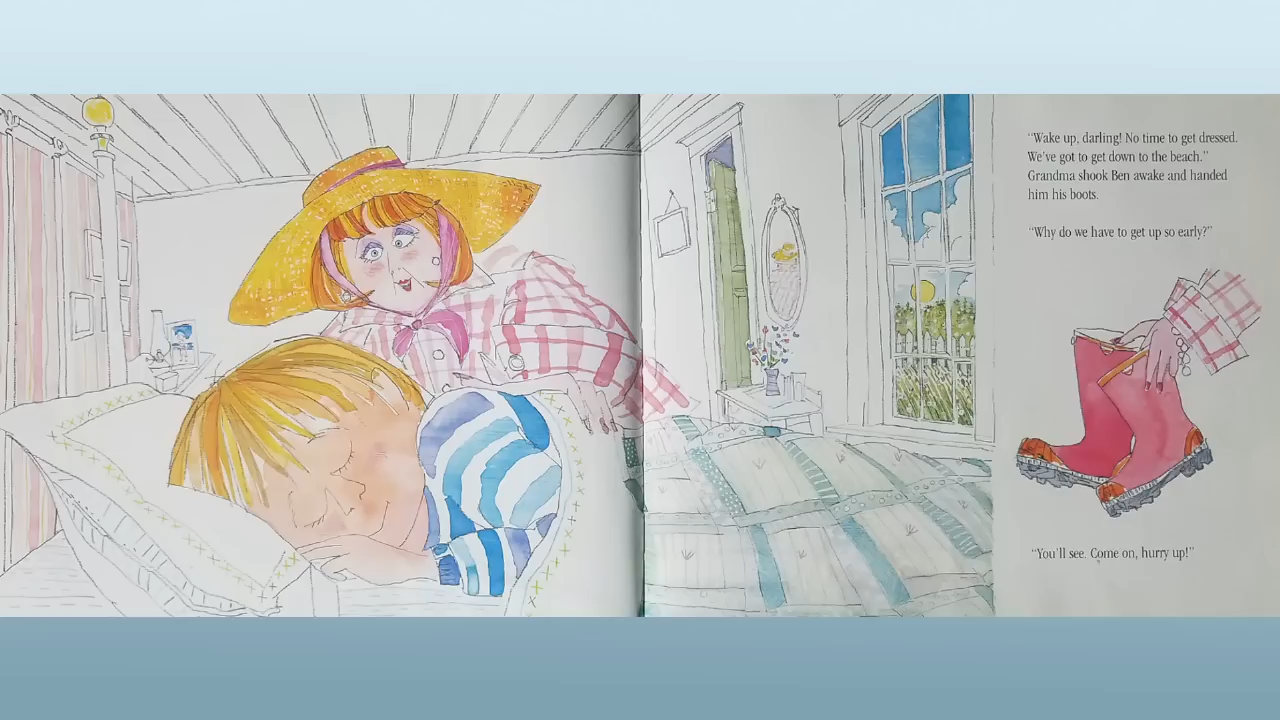 “Wake up, darling! No time to get dressed.
We’ve got to get down to the beach.”
Grandma shook Ben awake and handed
him his boots.
“Why do we have to get up so early?”
“You’ll see. Come on, hurry up!”